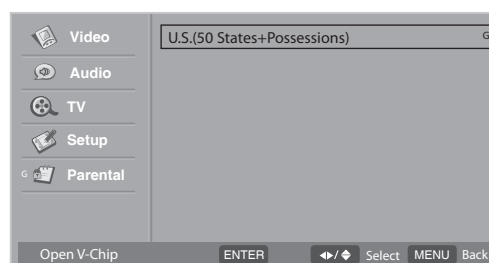 Video
U.S.(50 States+Possessions) G
Audio
TV
Setup
G Parental
Open V-Chip ENTER / Select MENU Back